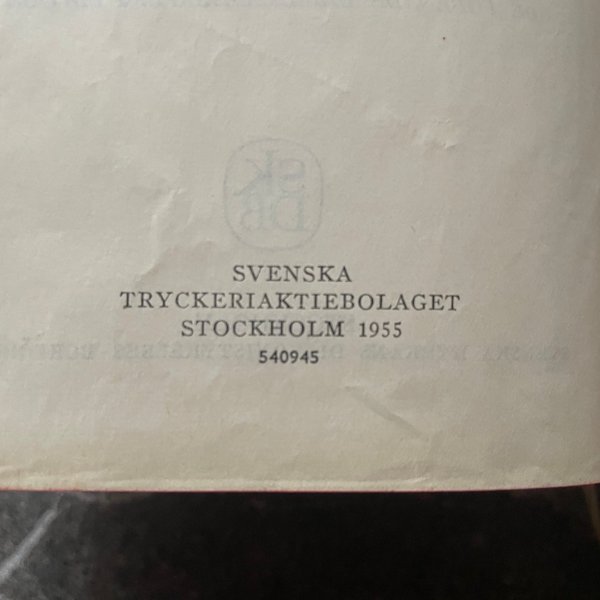 SVENSKA
TRYCKERIAKTIEBOLAGET
STOCKHOLM 1955
540945